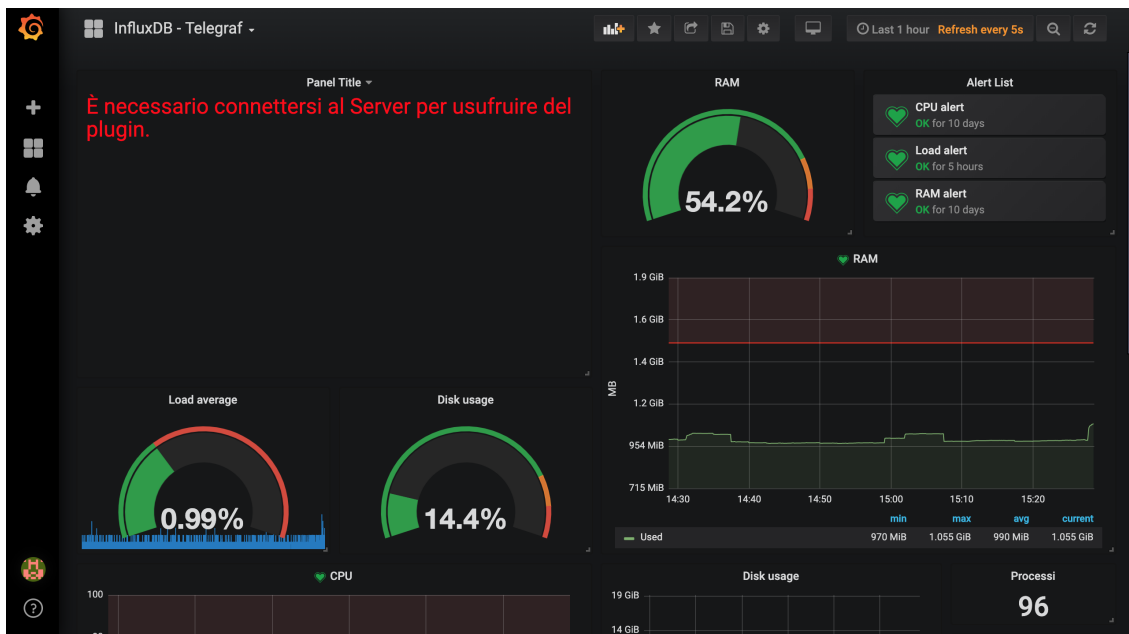 InfluxDB - Telegraf
Last 1 hour Refresh every 5s
Panel Title
È necessario connettersi al Server per usufruire del
plugin.
RAM
54.2%
Alert List
CPU alert
OK for 10 days
Load alert
OK for 5 hours
RAM alert
OK for 10 days
RAM
1.9 GiB
1.6 GiB
1.4 GiB
1.2 GiB
954 MiB
715 MiB
MB
14:30 14:40 14:50 15:00 15:10 15:20
min max avg current
Used 970 MiB 1.055 GiB 990 MiB 1.055 GiB
Load average
0.99%
Disk usage
14.4%
CPU
100
Disk usage
19 GiB
14 GiB
Processi
96